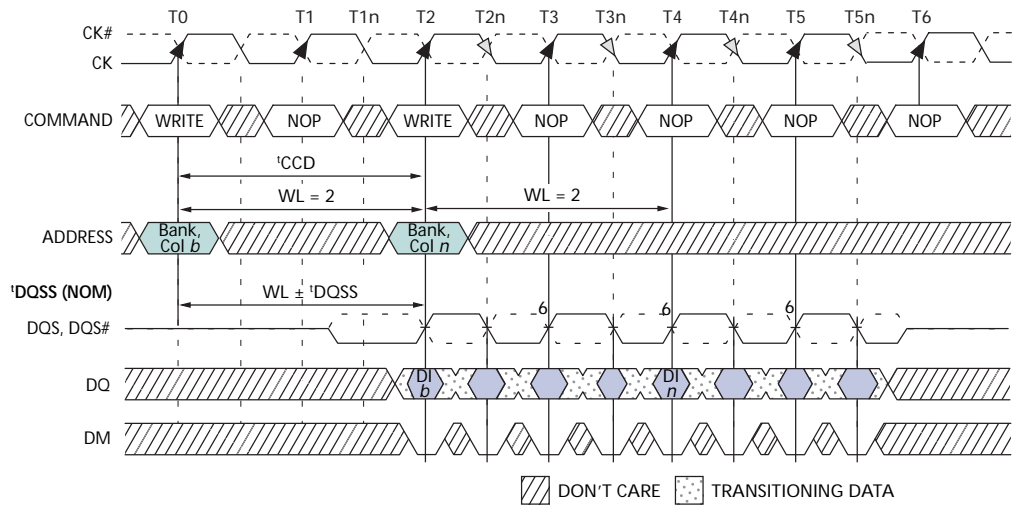 T0 T1 T1n T2 T2n T3 T3n T4 T4n T5 T5n T6
CK#
CK
COMMAND WRITE NOP WRITE NOP NOP NOP NOP
tCCD
WL = 2 WL = 2
ADDRESS Bank, Col b Bank, Col n
tDQSS (NOM) WL ± tDQSS
6 6 6
DQS, DQS#
DQ DI b DI n
DM
DON'T CARE TRANSITIONING DATA